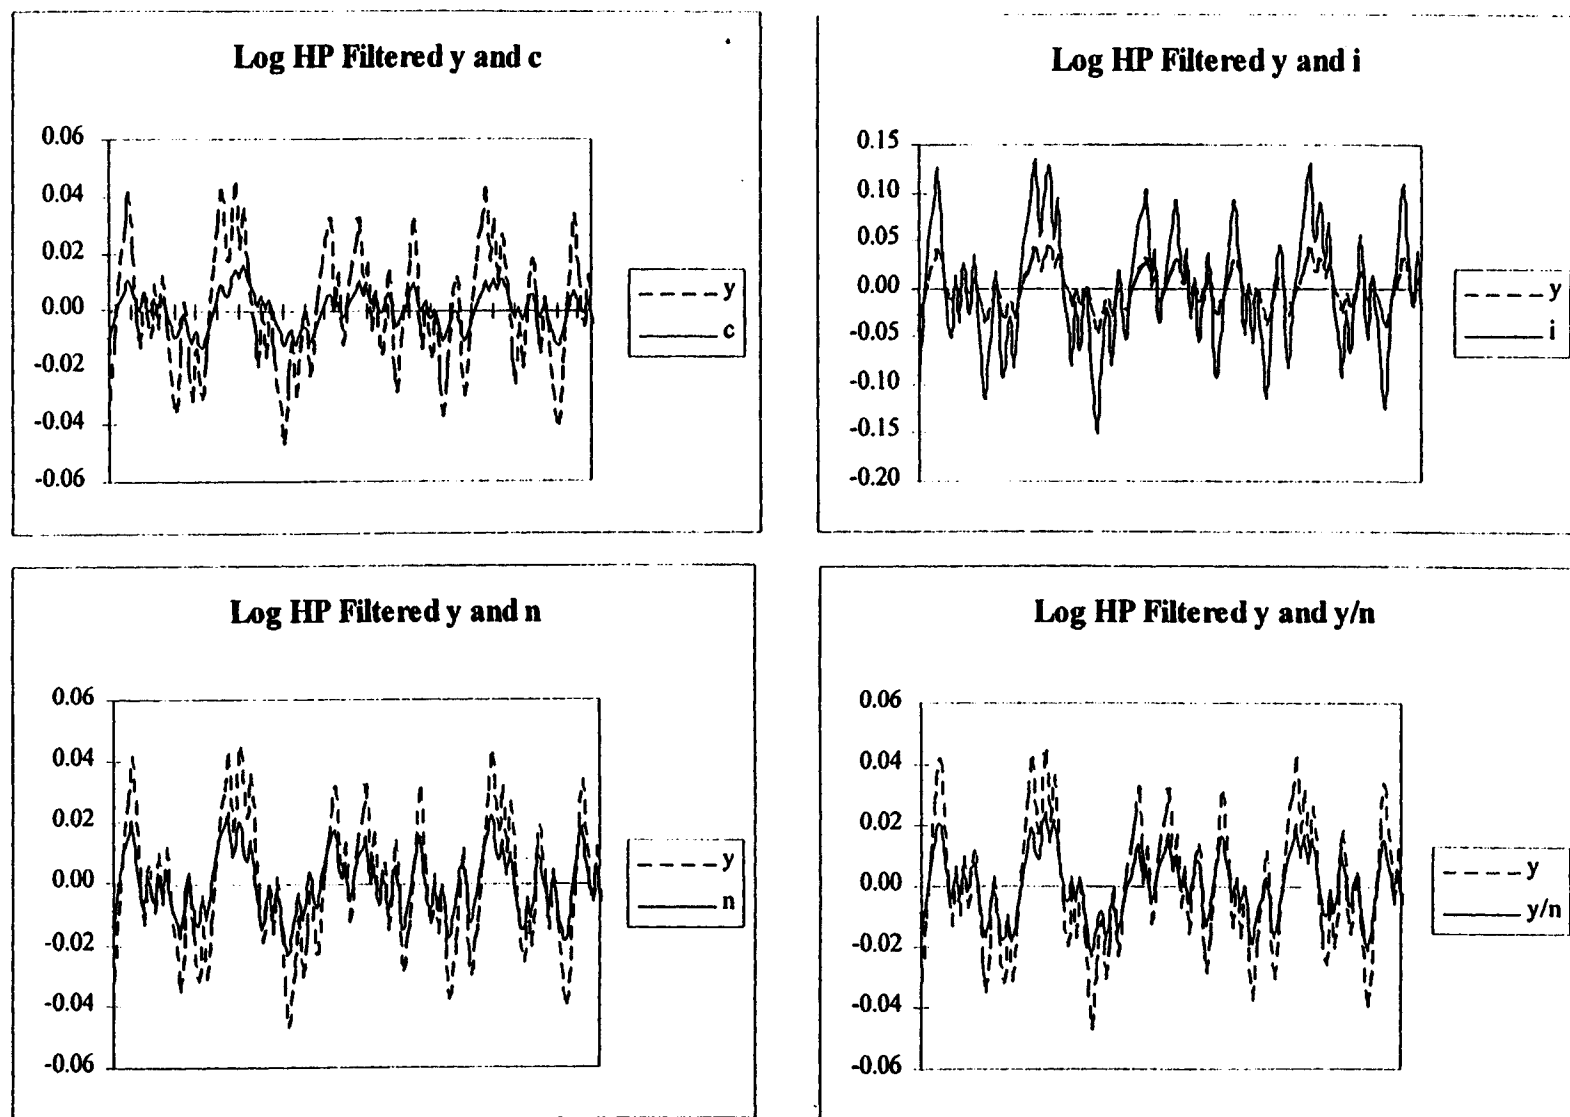 Log HP Filtered y and c
0.06
0.04
0.02
0.00
-0.02
-0.04
-0.06
y
c
Log HP Filtered y and i
0.15
0.10
0.05
0.00
-0.05
-0.10
-0.15
-0.20
y
i
Log HP Filtered y and n
0.06
0.04
0.02
0.00
-0.02
-0.04
-0.06
y
n
Log HP Filtered y and y/n
0.06
0.04
0.02
0.00
-0.02
-0.04
-0.06
y
y/n